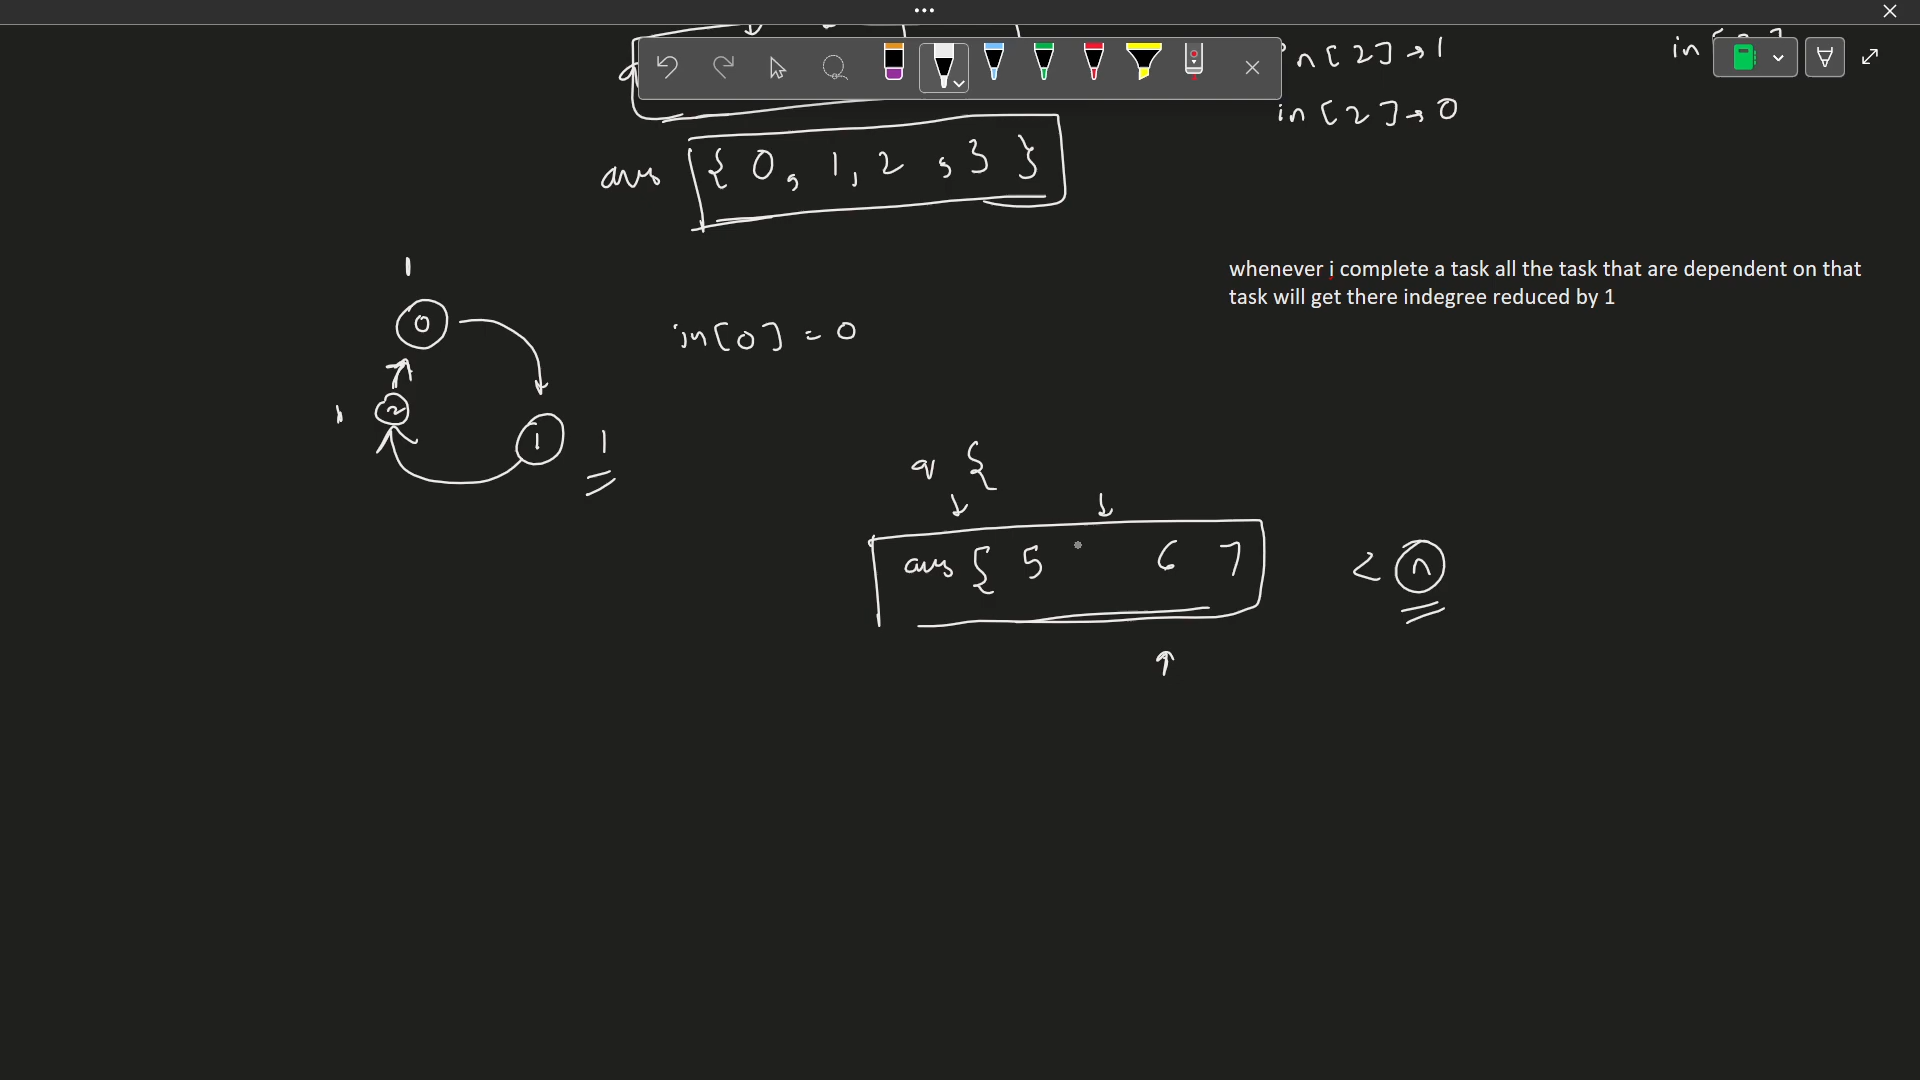 in[2]→1
in[2]→0
ans { 0, 1, 2, 3 }
whenever i complete a task all the task that are dependent on that
task will get there indegree reduced by 1
1
0
in[0] = 0
2
1
1
q {
ans { 5 6 7
< n